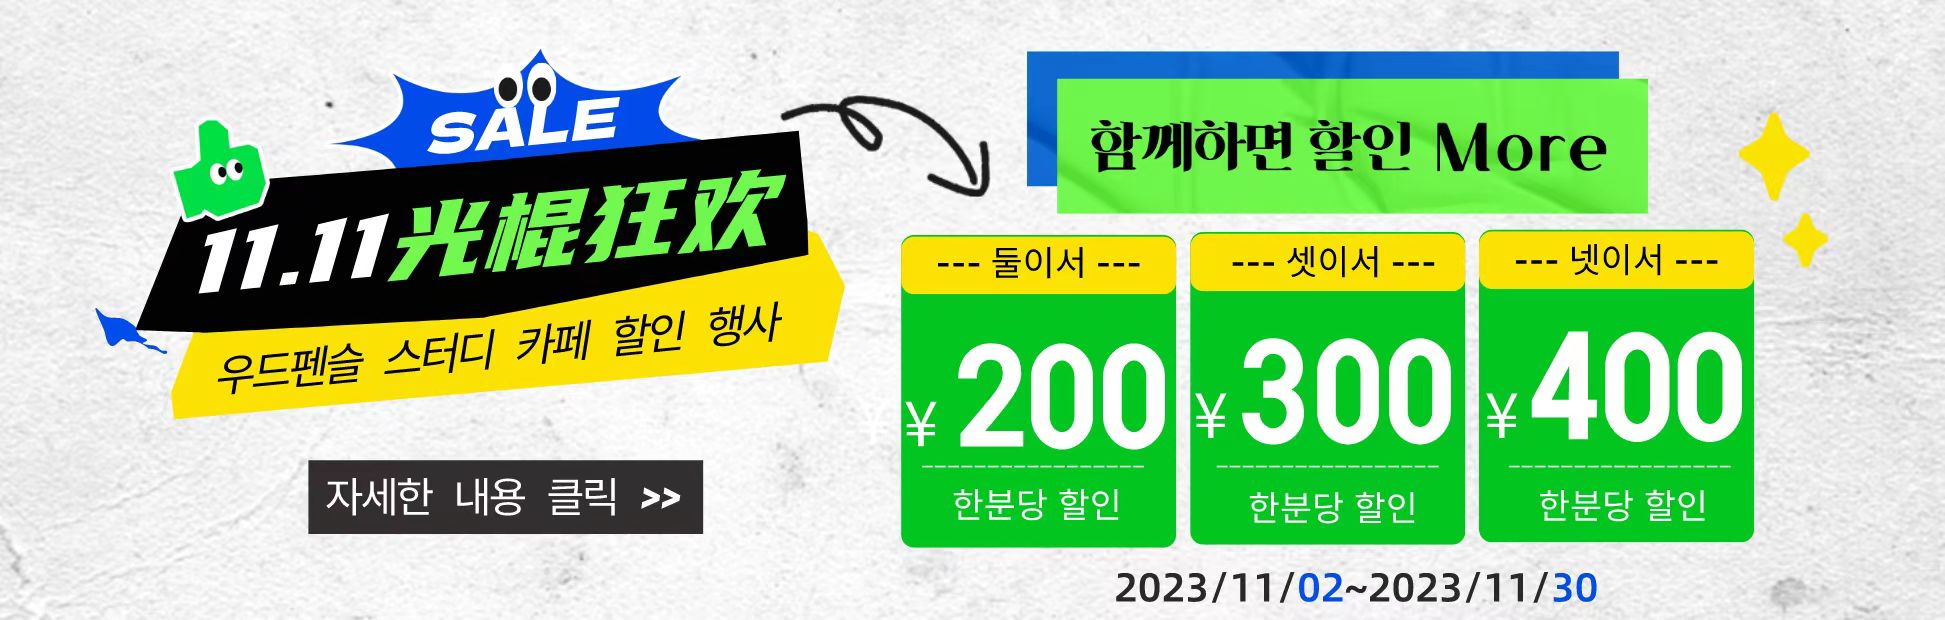 SALE
11.11光棍狂欢
우드펜슬 스터디 카페 할인 행사
자세한 내용 클릭 >>
함께하면 할인 More
--- 둘이서 ---
¥ 200
한분당 할인
--- 셋이서 ---
¥ 300
한분당 할인
--- 넷이서 ---
¥ 400
한분당 할인
2023/11/02~2023/11/30